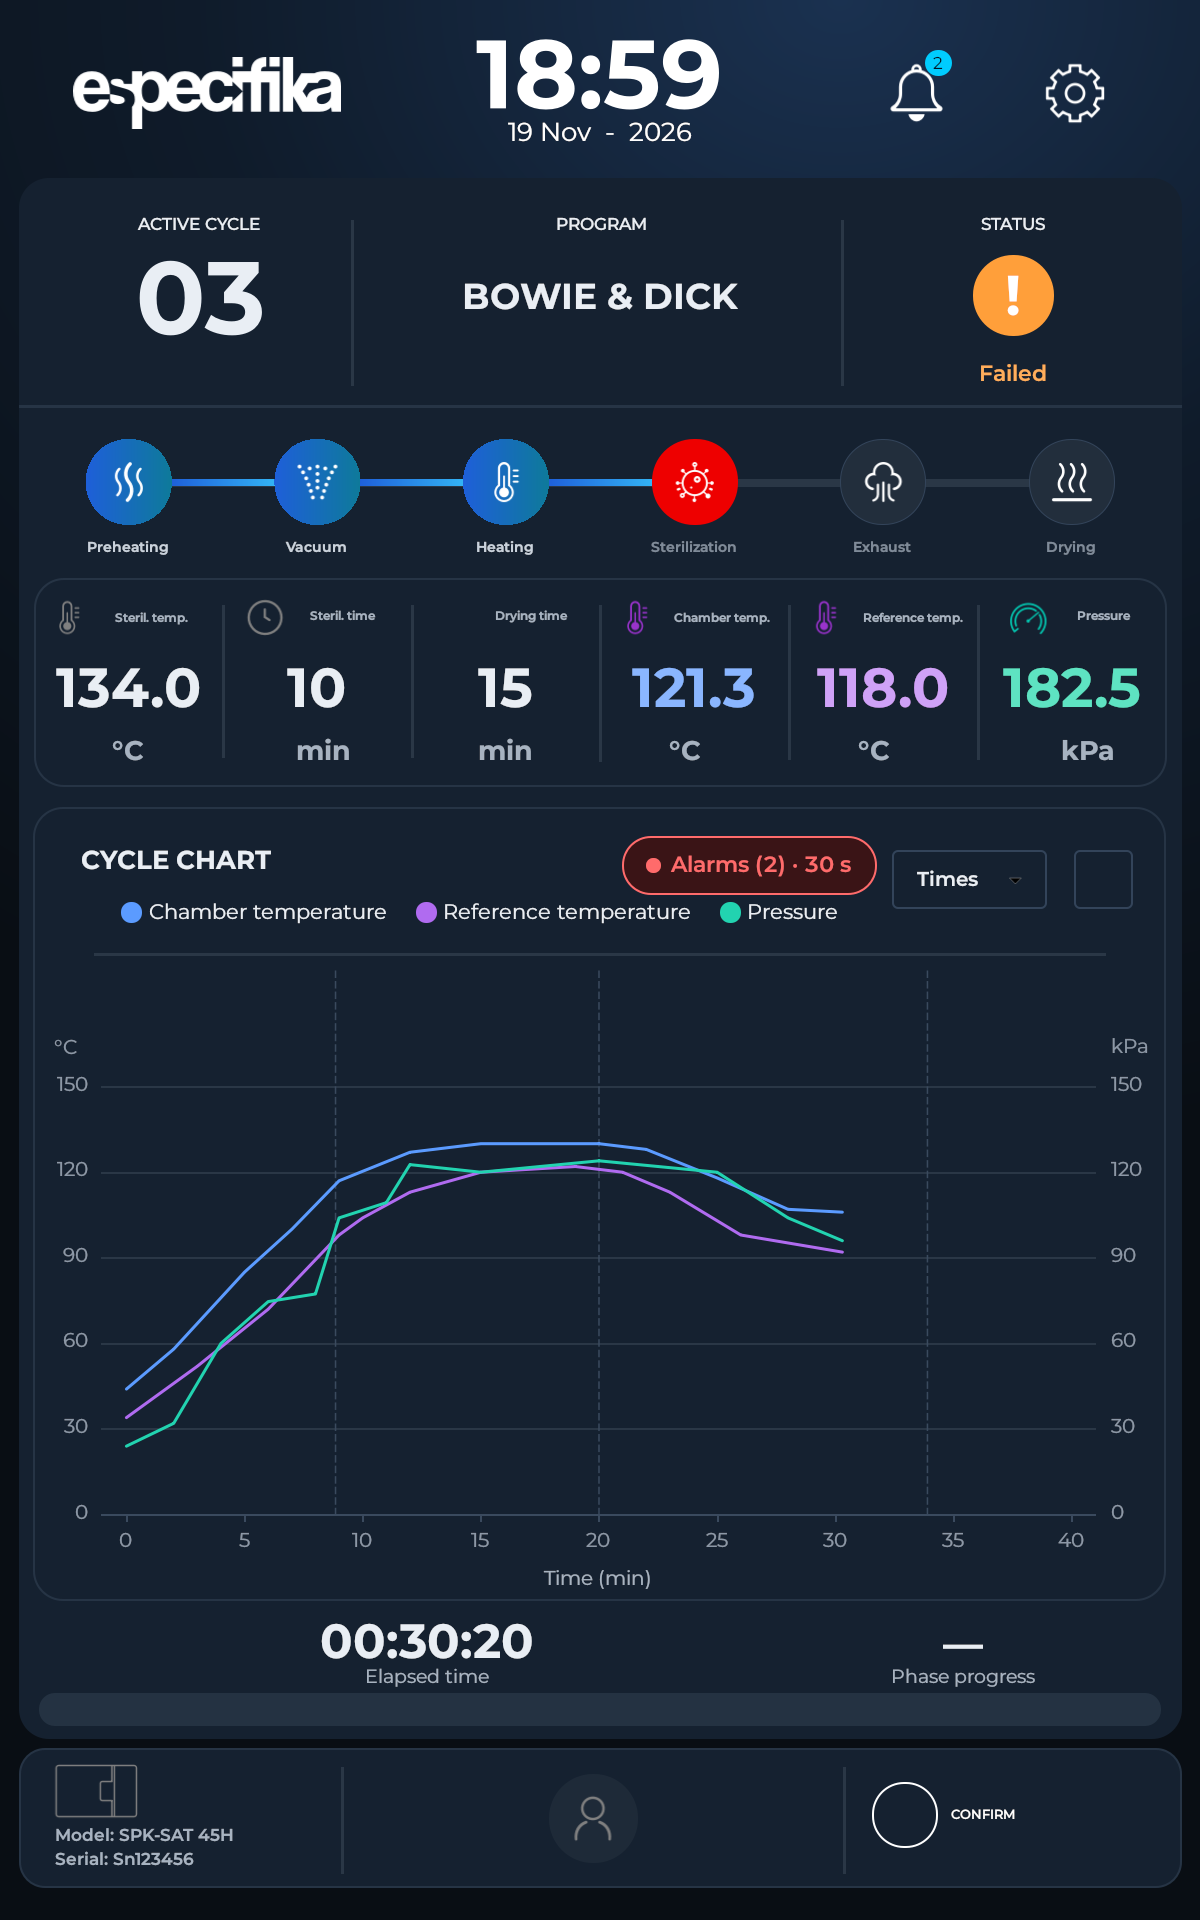 especifika
18:59
19 Nov - 2026
2
ACTIVE CYCLE
03
PROGRAM
BOWIE & DICK
STATUS
!
Failed
Preheating
Vacuum
Heating
Sterilization
Exhaust
Drying
Steril. temp.
134.0
°C
Steril. time
10
min
Drying time
15
min
Chamber temp.
121.3
°C
Reference temp.
118.0
°C
Pressure
182.5
kPa
CYCLE CHART
Alarms (2) · 30 s
Times
Chamber temperature
Reference temperature
Pressure
°C
kPa
150
150
120
120
90
90
60
60
30
30
0
0
0 5 10 15 20 25 30 35 40
Time (min)
00:30:20
Elapsed time
—
Phase progress
Model: SPK-SAT 45H
Serial: Sn123456
CONFIRM